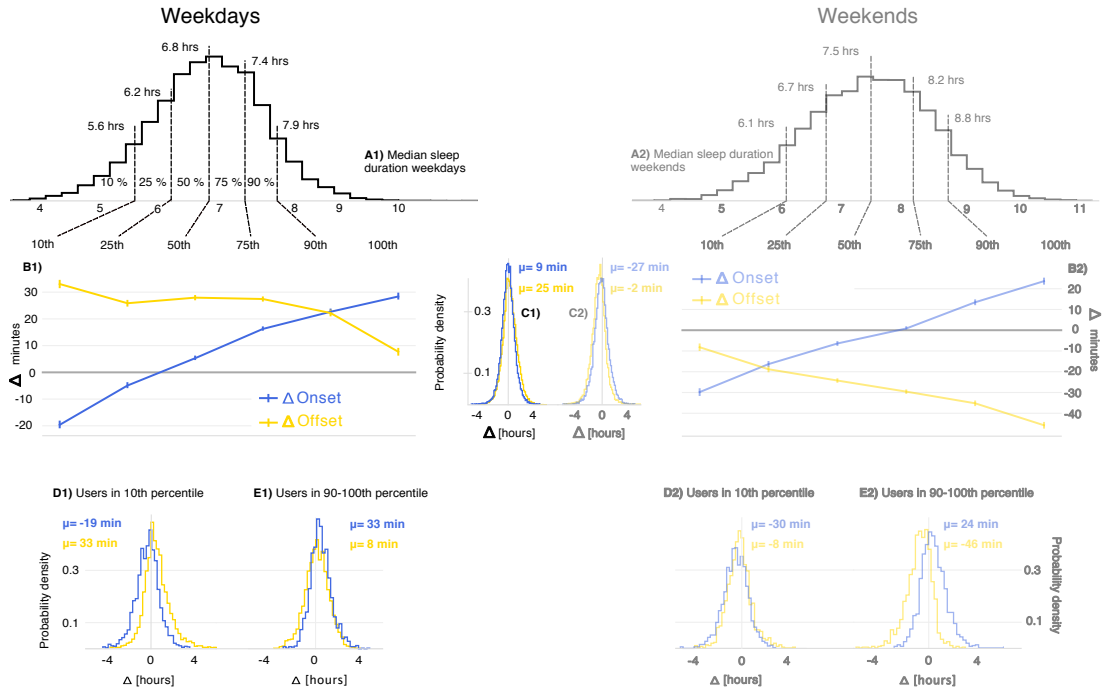 Weekdays
Weekends
6.8 hrs
7.4 hrs
6.2 hrs
5.6 hrs
7.9 hrs
A1) Median sleep
duration weekdays
10 % 25 % 50 % 75 % 90 %
4 5 6 7 8 9 10
10th 25th 50th 75th 90th 100th
7.5 hrs
6.7 hrs
8.2 hrs
6.1 hrs
8.8 hrs
A2) Median sleep duration
weekends
4 5 6 7 8 9 10 11
10th 25th 50th 75th 90th 100th
B1)
30
20
10
0
-10
-20
Δ minutes
Δ Onset
Δ Offset
μ= 9 min
μ= 25 min
C1)
μ= -27 min
μ= -2 min
C2)
Probability density
0.3
0.1
-4 0 4
Δ [hours]
-4 0 4
Δ [hours]
B2)
Δ Onset
Δ Offset
20
10
0
-10
-20
-30
-40
Δ minutes
D1) Users in 10th percentile
μ= -19 min
μ= 33 min
Probability density
0.3
0.1
-4 0 4
Δ [hours]
E1) Users in 90-100th percentile
μ= 33 min
μ= 8 min
-4 0 4
Δ [hours]
D2) Users in 10th percentile
μ= -30 min
μ= -8 min
-4 0 4
Δ [hours]
E2) Users in 90-100th percentile
μ= 24 min
μ= -46 min
Probability density
0.3
0.1
-4 0 4
Δ [hours]